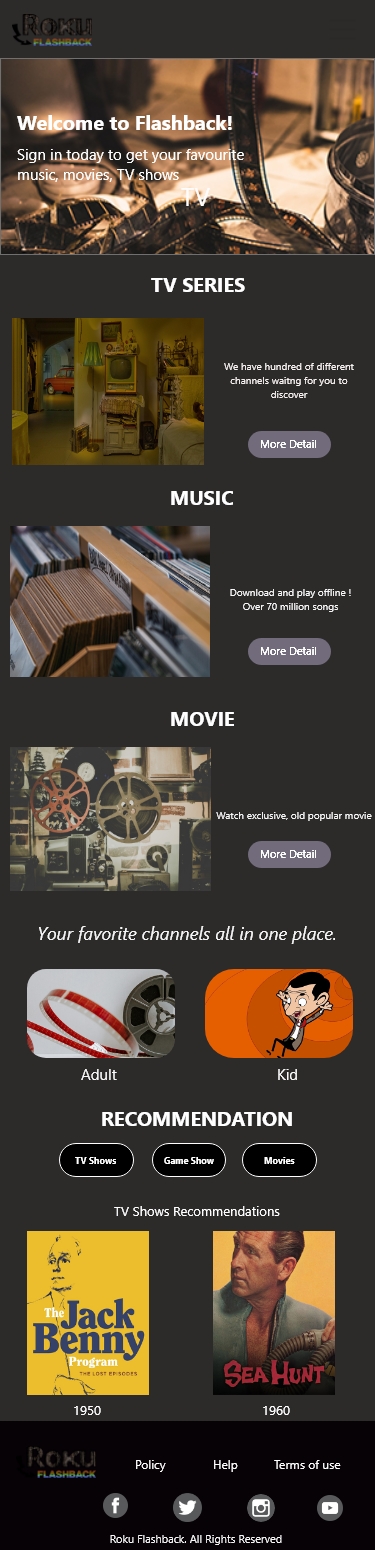 Roku
FLASHBACK
Welcome to Flashback!
Sign in today to get your favourite
music, movies, TV shows
TV
TV SERIES
We have hundred of different
channels waitng for you to
discover
More Detail
MUSIC
Download and play offline !
Over 70 million songs
More Detail
MOVIE
Watch exclusive, old popular movie
More Detail
Your favorite channels all in one place.
Adult
Kid
RECOMMENDATION
TV Shows
Game Show
Movies
TV Shows Recommendations
The Jack
Benny
Program
THE LOST EPISODES
SEA HUNT
1950
1960
Roku
FLASHBACK
Policy
Help
Terms of use
Roku Flashback. All Rights Reserved